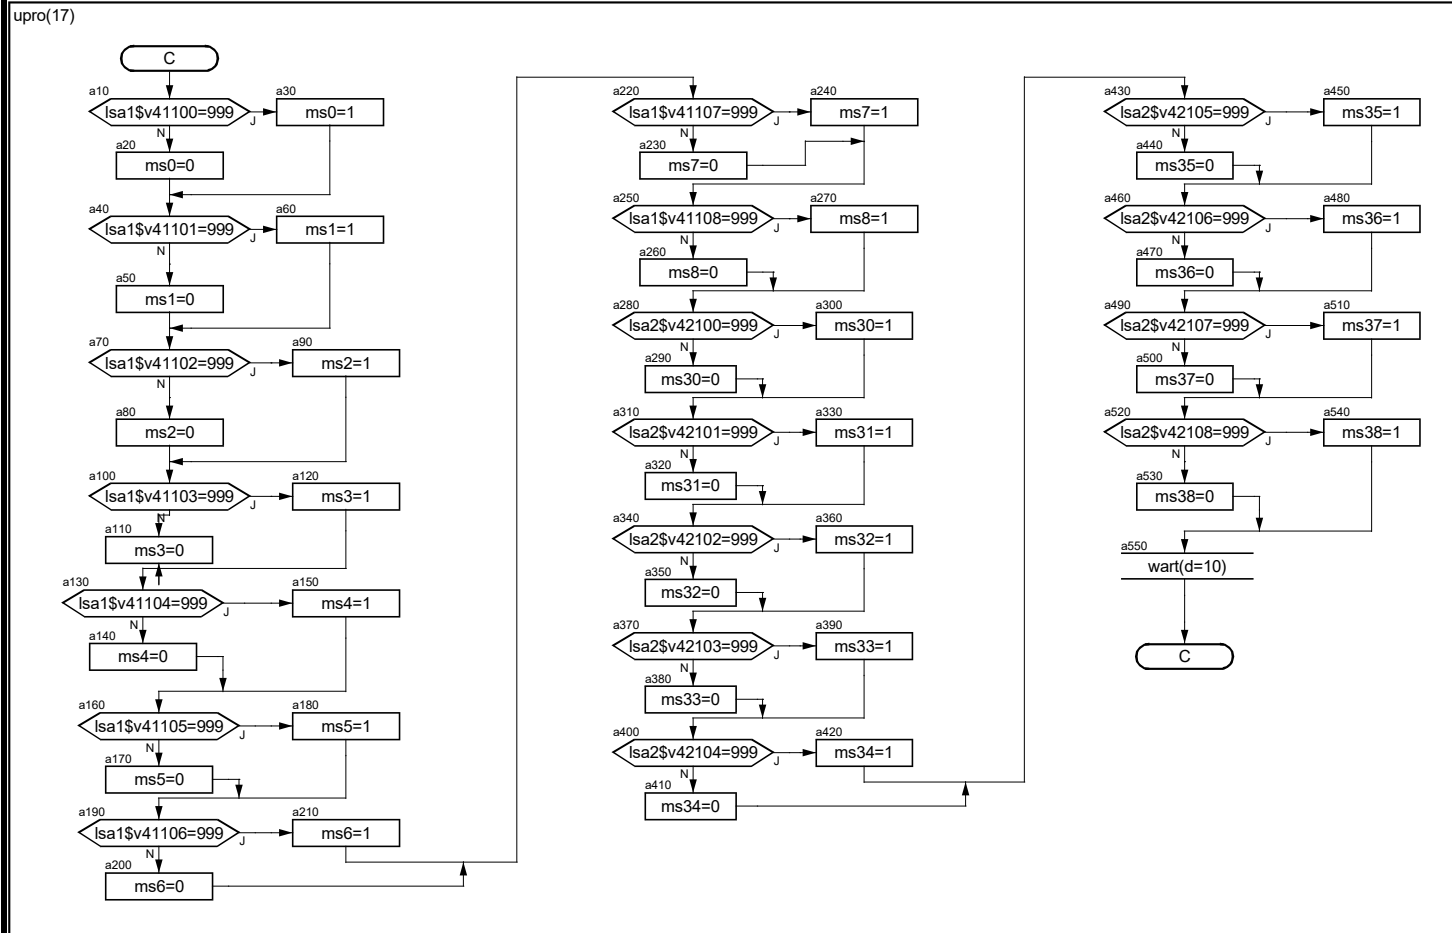 upro(17)
C
a10
lsa1$v41100=999
J
N
a30
ms0=1
a20
ms0=0
a40
lsa1$v41101=999
J
N
a60
ms1=1
a50
ms1=0
a70
lsa1$v41102=999
J
N
a90
ms2=1
a80
ms2=0
a100
lsa1$v41103=999
J
N
a120
ms3=1
a110
ms3=0
a130
lsa1$v41104=999
J
N
a150
ms4=1
a140
ms4=0
a160
lsa1$v41105=999
J
N
a180
ms5=1
a170
ms5=0
a190
lsa1$v41106=999
J
N
a210
ms6=1
a200
ms6=0
a220
lsa1$v41107=999
J
N
a240
ms7=1
a230
ms7=0
a250
lsa1$v41108=999
J
N
a270
ms8=1
a260
ms8=0
a280
lsa2$v42100=999
J
N
a300
ms30=1
a290
ms30=0
a310
lsa2$v42101=999
J
N
a330
ms31=1
a320
ms31=0
a340
lsa2$v42102=999
J
N
a360
ms32=1
a350
ms32=0
a370
lsa2$v42103=999
J
N
a390
ms33=1
a380
ms33=0
a400
lsa2$v42104=999
J
N
a420
ms34=1
a410
ms34=0
a430
lsa2$v42105=999
J
N
a450
ms35=1
a440
ms35=0
a460
lsa2$v42106=999
J
N
a480
ms36=1
a470
ms36=0
a490
lsa2$v42107=999
J
N
a510
ms37=1
a500
ms37=0
a520
lsa2$v42108=999
J
N
a540
ms38=1
a530
ms38=0
a550
wart(d=10)
C